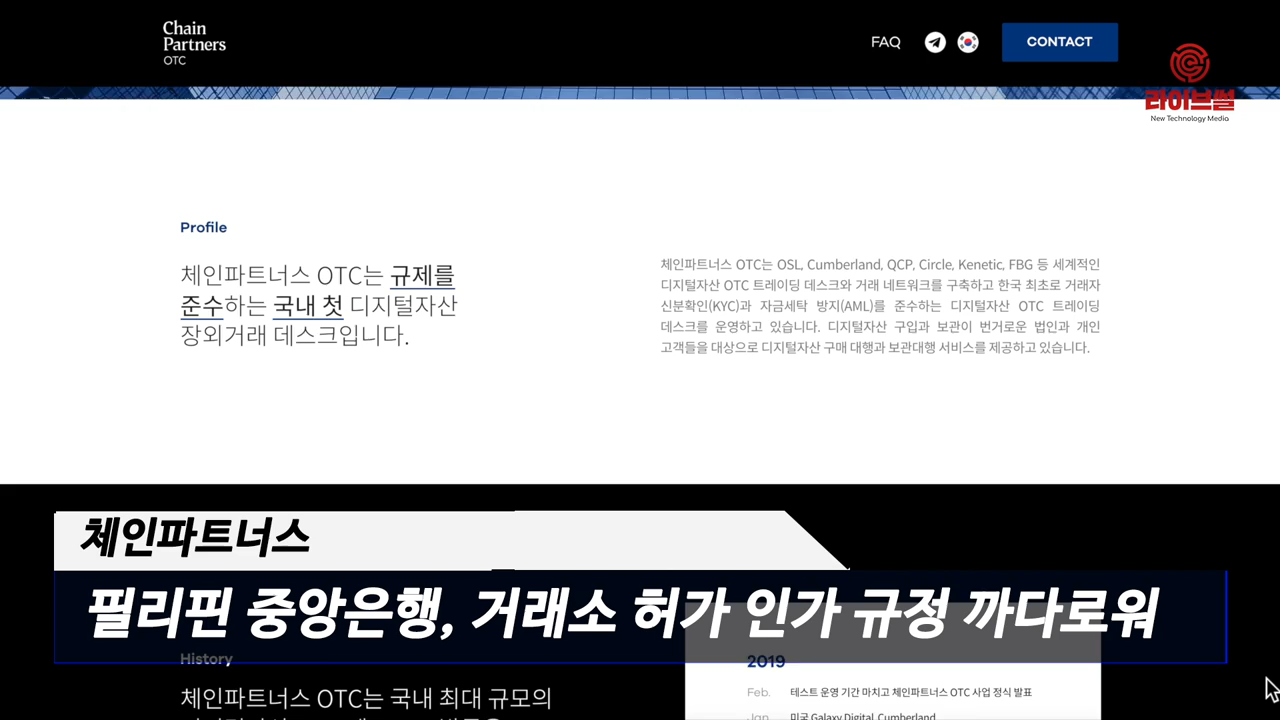 Chain
Partners
OTC
FAQ
CONTACT
라이브썰
New Technology Media
Profile
체인파트너스 OTC는 규제를
준수하는 국내 첫 디지털자산
장외거래 데스크입니다.
체인파트너스 OTC는 OSL, Cumberland, QCP, Circle, Kenetic, FBG 등 세계적인
디지털자산 OTC 트레이딩 데스크와 거래 네트워크를 구축하고 한국 최초로 거래자
신분확인(KYC)과 자금세탁 방지(AML)를 준수하는 디지털자산 OTC 트레이딩
데스크를 운영하고 있습니다. 디지털자산 구입과 보관이 번거로운 법인과 개인
고객들을 대상으로 디지털자산 구매 대행과 보관대행 서비스를 제공하고 있습니다.
체인파트너스
필리핀 중앙은행, 거래소 허가 인가 규정 까다로워
History
체인파트너스 OTC는 국내 최대 규모의
2019
Feb. 테스트 운영 기간 마치고 체인파트너스 OTC 사업 정식 발표
Jan. 미국 Galaxy Digital, Cumberland